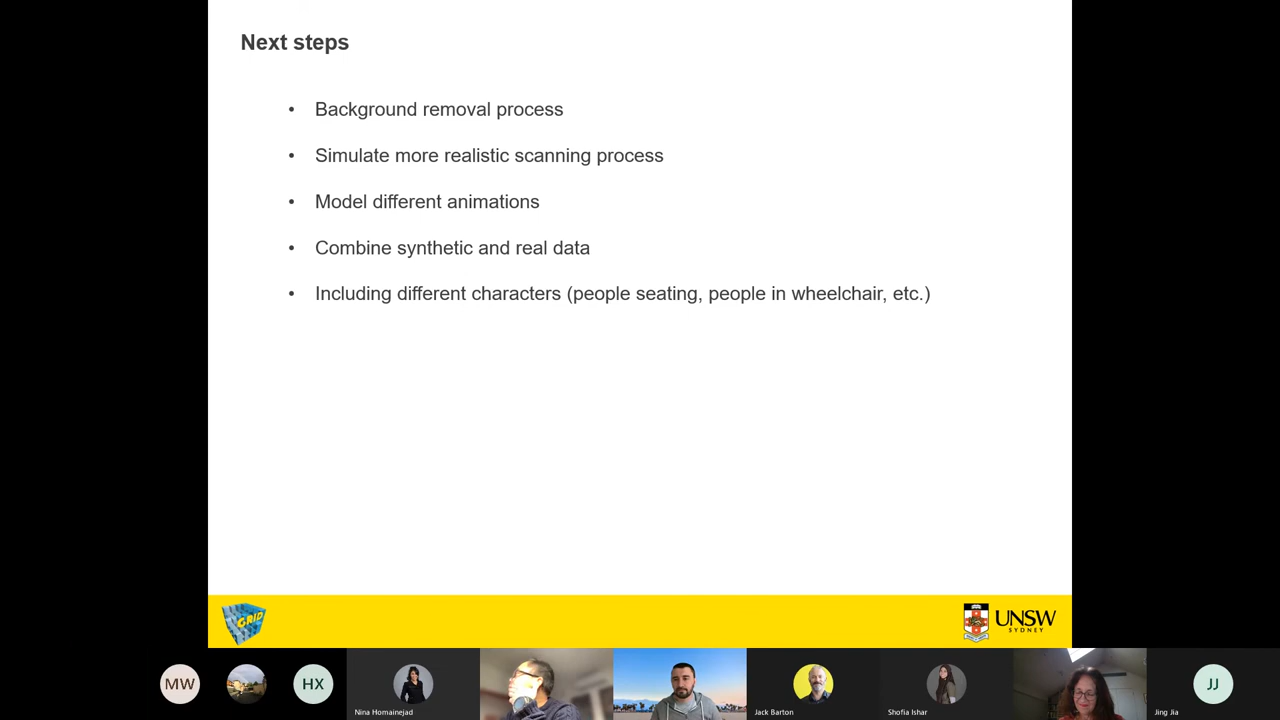 Next steps
• Background removal process
• Simulate more realistic scanning process
• Model different animations
• Combine synthetic and real data
• Including different characters (people seating, people in wheelchair, etc.)
GRID
UNSW
SYDNEY
MW
HX
JJ
Nina Homainejad
Jack Barton
Shofia Ishar
Jing Jia